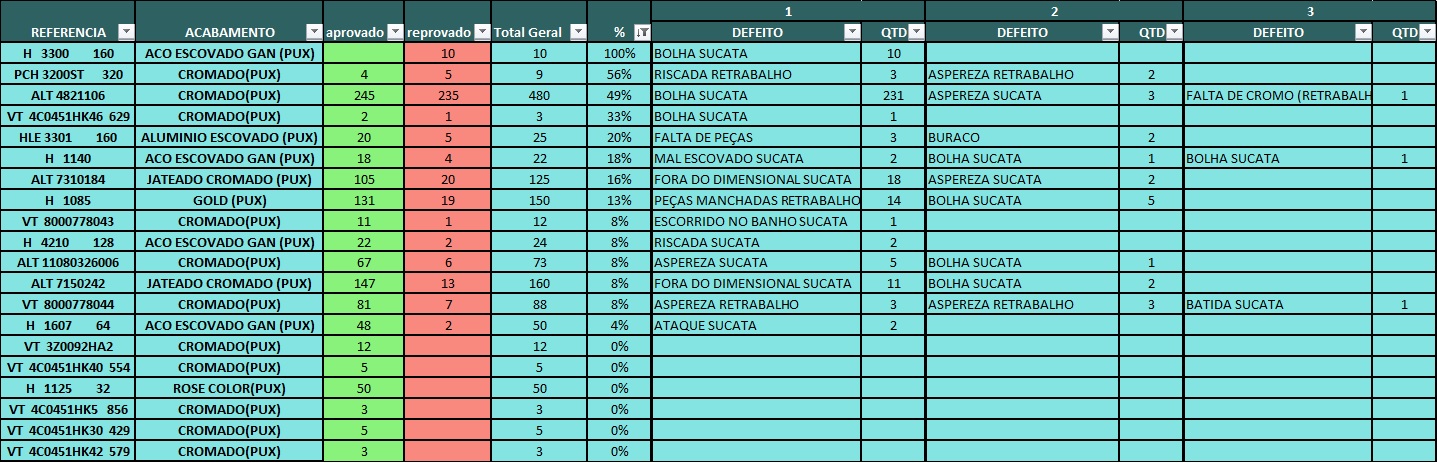 1 2 3
REFERENCIA ACABAMENTO aprovado reprovado Total Geral % DEFEITO QTD DEFEITO QTD DEFEITO QTD
H 3300 160 ACO ESCOVADO GAN (PUX) 10 10 100% BOLHA SUCATA 10
PCH 3200ST 320 CROMADO(PUX) 4 5 9 56% RISCADA RETRABALHO 3 ASPEREZA RETRABALHO 2
ALT 4821106 CROMADO(PUX) 245 235 480 49% BOLHA SUCATA 231 ASPEREZA SUCATA 3 FALTA DE CROMO (RETRABALH 1
VT 4C0451HK46 629 CROMADO(PUX) 2 1 3 33% BOLHA SUCATA 1
HLE 3301 160 ALUMINIO ESCOVADO (PUX) 20 5 25 20% FALTA DE PEÇAS 3 BURACO 2
H 1140 ACO ESCOVADO GAN (PUX) 18 4 22 18% MAL ESCOVADO SUCATA 2 BOLHA SUCATA 1 BOLHA SUCATA 1
ALT 7310184 JATEADO CROMADO (PUX) 105 20 125 16% FORA DO DIMENSIONAL SUCATA 18 ASPEREZA SUCATA 2
H 1085 GOLD (PUX) 131 19 150 13% PEÇAS MANCHADAS RETRABALHO 14 BOLHA SUCATA 5
VT 8000778043 CROMADO(PUX) 11 1 12 8% ESCORRIDO NO BANHO SUCATA 1
H 4210 128 ACO ESCOVADO GAN (PUX) 22 2 24 8% RISCADA SUCATA 2
ALT 11080326006 CROMADO(PUX) 67 6 73 8% ASPEREZA SUCATA 5 BOLHA SUCATA 1
ALT 7150242 JATEADO CROMADO (PUX) 147 13 160 8% FORA DO DIMENSIONAL SUCATA 11 BOLHA SUCATA 2
VT 8000778044 CROMADO(PUX) 81 7 88 8% ASPEREZA RETRABALHO 3 ASPEREZA RETRABALHO 3 BATIDA SUCATA 1
H 1607 64 ACO ESCOVADO GAN (PUX) 48 2 50 4% ATAQUE SUCATA 2
VT 3Z0092HA2 CROMADO(PUX) 12 12 0%
VT 4C0451HK40 554 CROMADO(PUX) 5 5 0%
H 1125 32 ROSE COLOR(PUX) 50 50 0%
VT 4C0451HK5 856 CROMADO(PUX) 3 3 0%
VT 4C0451HK30 429 CROMADO(PUX) 5 5 0%
VT 4C0451HK42 579 CROMADO(PUX) 3 3 0%